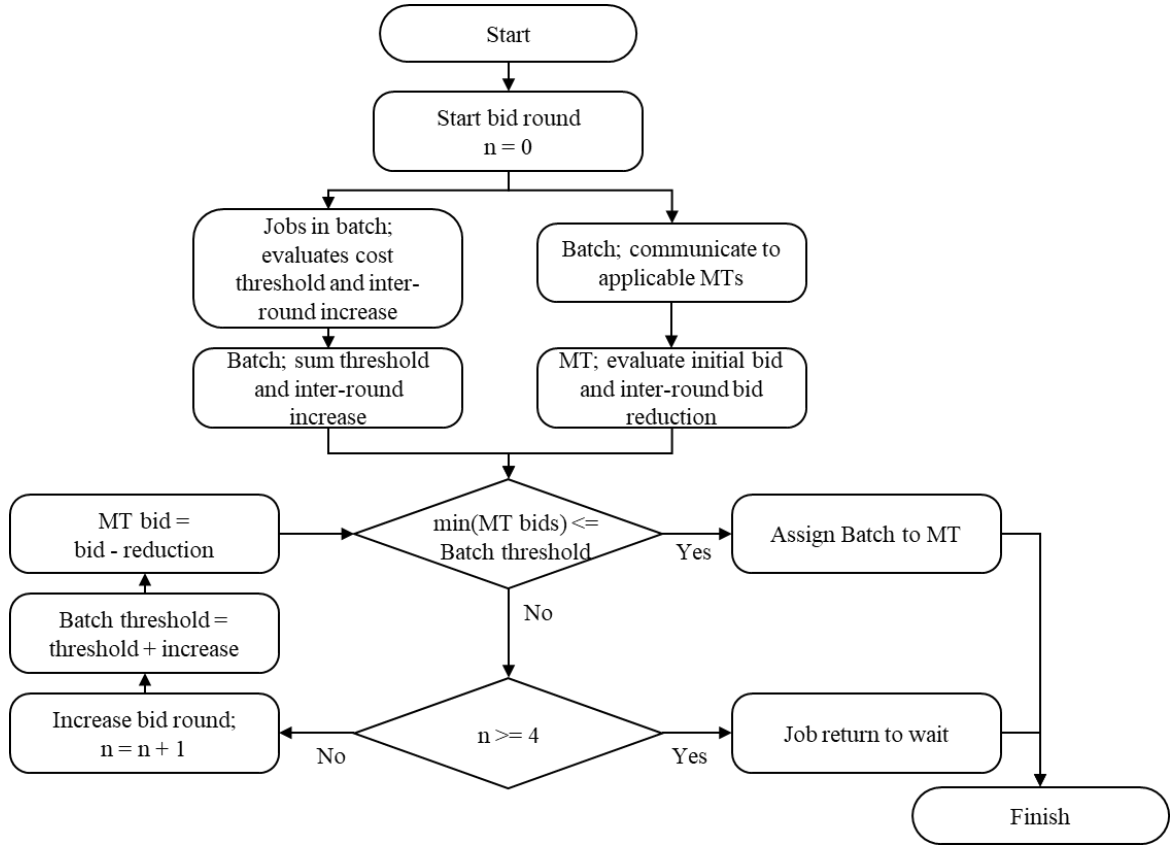 Start
Start bid round
n = 0
Jobs in batch;
evaluates cost
threshold and inter-
round increase
Batch; communicate to
applicable MTs
Batch; sum threshold
and inter-round
increase
MT; evaluate initial bid
and inter-round bid
reduction
MT bid =
bid - reduction
min(MT bids) <=
Batch threshold
Yes
Assign Batch to MT
No
Batch threshold =
threshold + increase
Increase bid round;
n = n + 1
No
n >= 4
Yes
Job return to wait
Finish